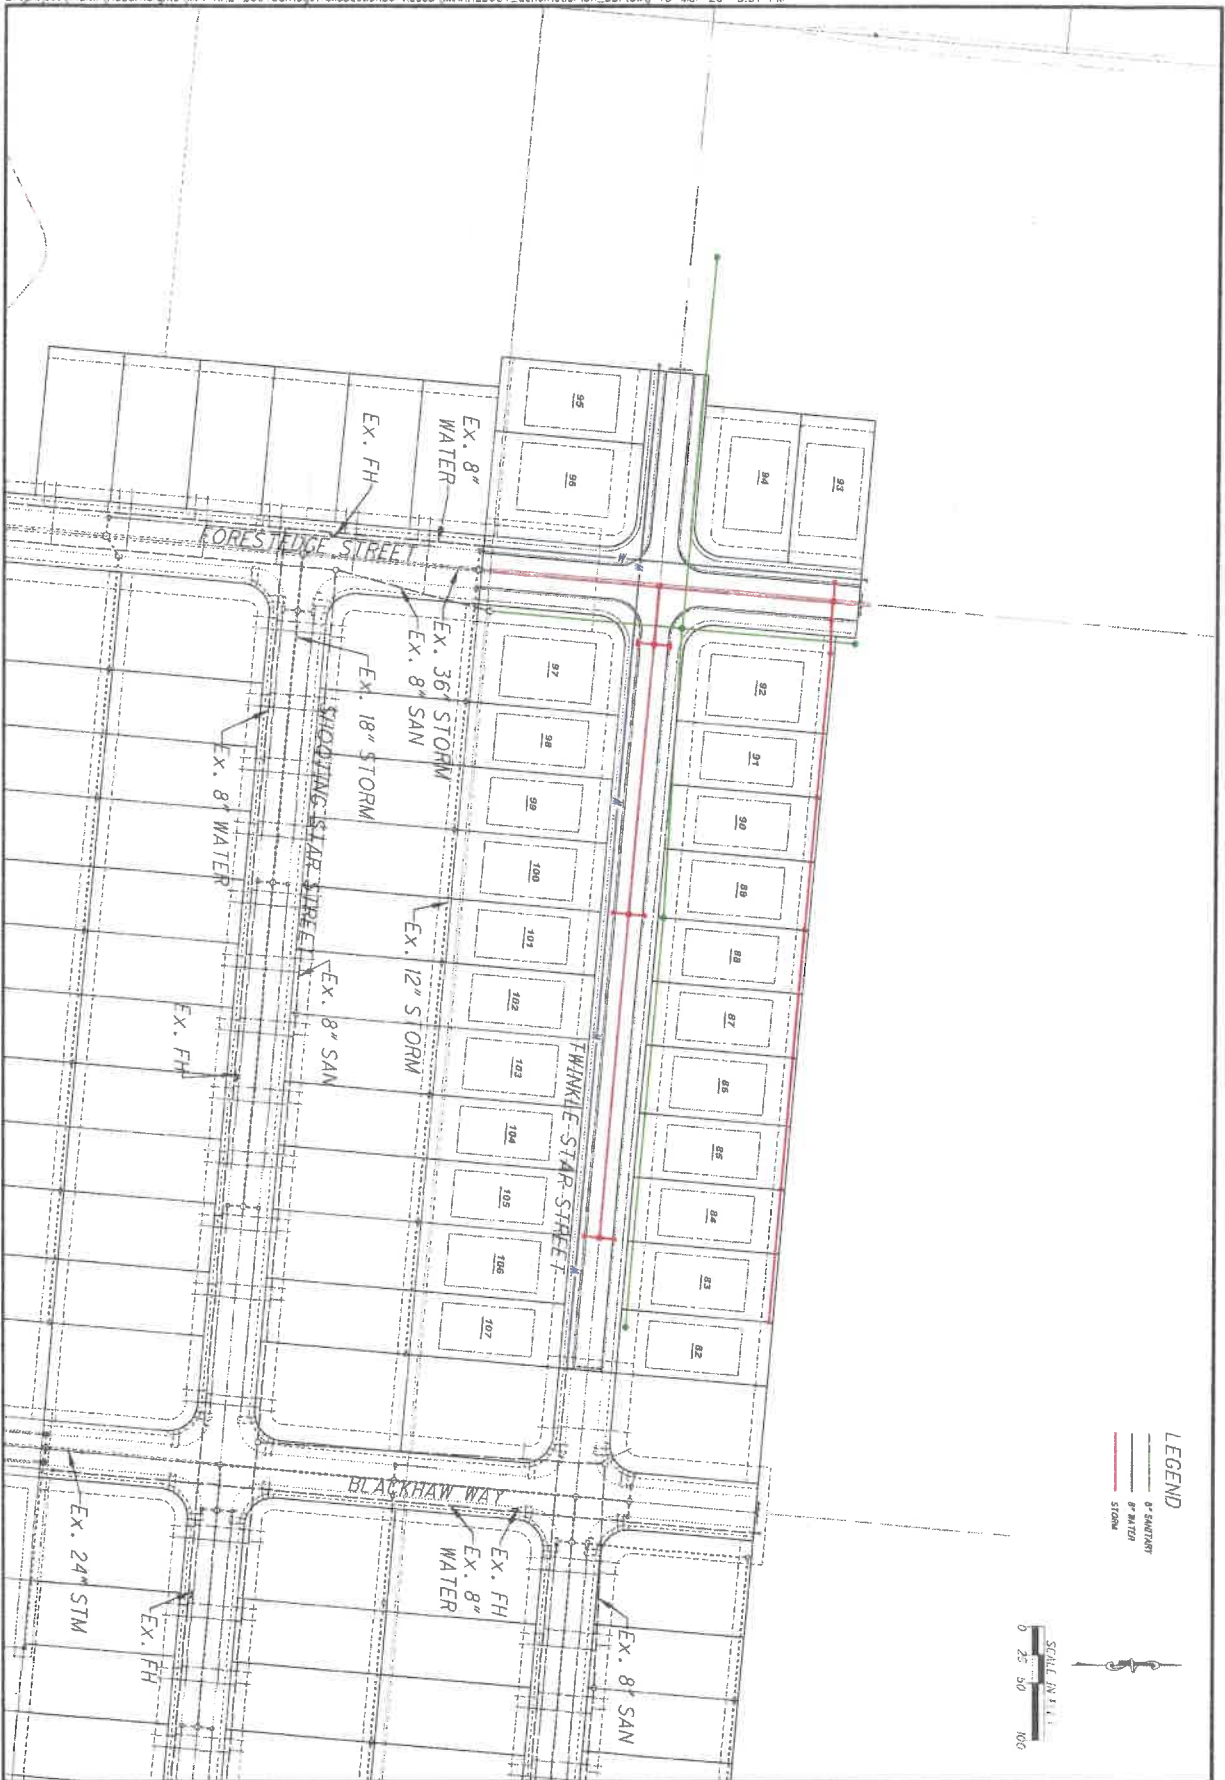 LEGEND
8" SANITARY
8" WATER
STORM
SCALE IN
0 25 50 100
93
94
95
96
92
91
90
89
88
87
86
85
84
83
82
97
98
99
100
101
102
103
104
105
106
107
TWINKLE STAR STREET
FORESTEDGE STREET
SHOOTING STAR STREET
BLACKHAW WAY
Ex. 8"
WATER
Ex. FH
Ex. 36" STORM
Ex. 8" SAN
Ex. 18" STORM
Ex. 8" WATER
Ex. 12" STORM
Ex. 8" SAN
Ex. FH
Ex. FH
Ex. 8"
WATER
Ex. 8" SAN
Ex. 24" STM
Ex. FH
W
W
W
W
W